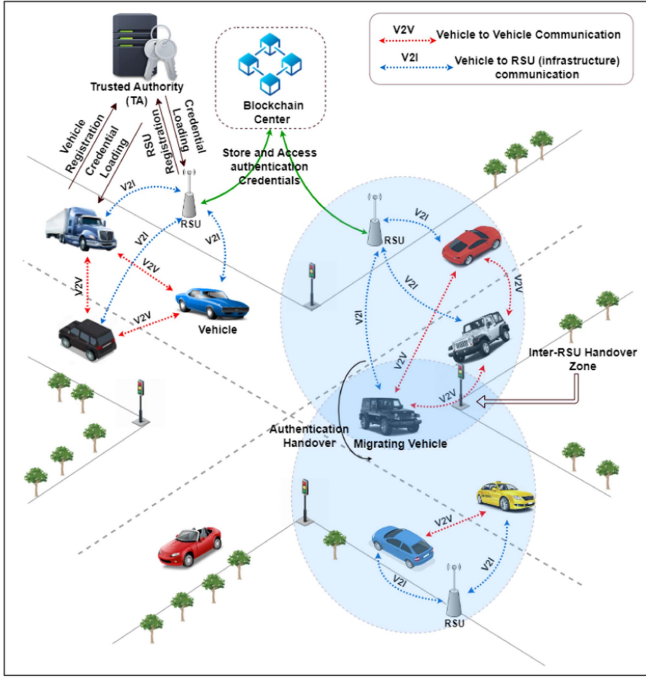 V2V
Vehicle to Vehicle Communication
V2I
Vehicle to RSU (infrastructure)
communication
Trusted Authority
(TA)
Blockchain
Center
Vehicle
Registration
Credential
Loading
RSU
Registration
Credential
Loading
Store and Access
authentication
Credentials
V2I
RSU
V2I
V2I
V2V
V2V
V2V
Vehicle
RSU
V2I
V2I
V2V
V2I
V2V
V2V
Inter-RSU Handover
Zone
Authentication
Handover
Migrating Vehicle
V2V
V2I
V2I
RSU